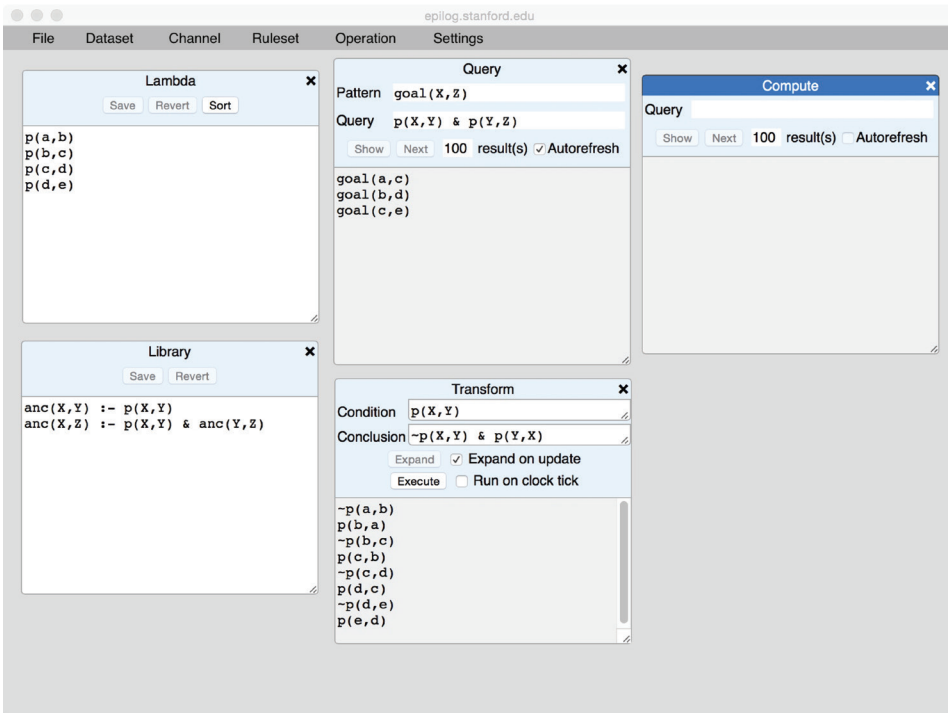 epilog.stanford.edu
File Dataset Channel Ruleset Operation Settings
Lambda ×
Save Revert Sort
p(a,b)
p(b,c)
p(c,d)
p(d,e)
Library ×
Save Revert
anc(X,Y) :- p(X,Y)
anc(X,Z) :- p(X,Y) & anc(Y,Z)
Query ×
Pattern goal(X,Z)
Query p(X,Y) & p(Y,Z)
Show Next 100 result(s) Autorefresh
goal(a,c)
goal(b,d)
goal(c,e)
Transform ×
Condition p(X,Y)
Conclusion ~p(X,Y) & p(Y,X)
Expand Expand on update
Execute Run on clock tick
~p(a,b)
p(b,a)
~p(b,c)
p(c,b)
~p(c,d)
p(d,c)
~p(d,e)
p(e,d)
Compute ×
Query
Show Next 100 result(s) Autorefresh